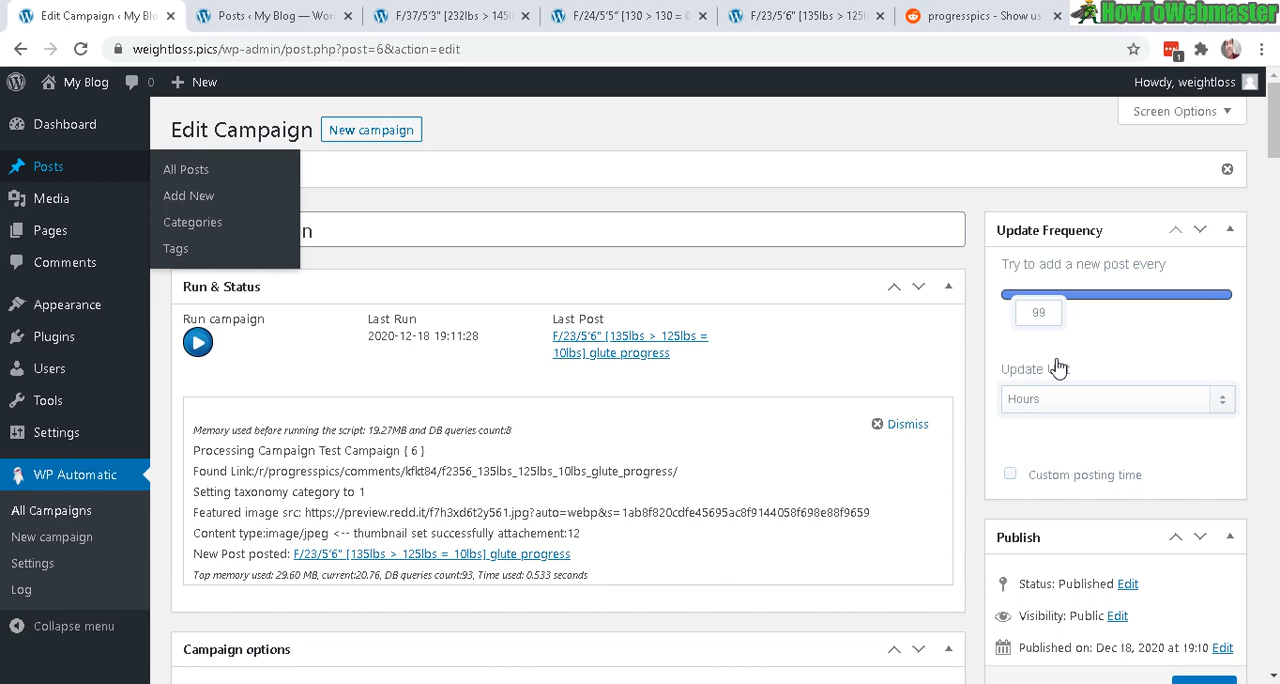 Edit Campaign ‹ My Blo
Posts ‹ My Blog — Wor
F/37/5'3" [232lbs > 145l
F/24/5'5" [130 > 130 = 0
F/23/5'6" [135lbs > 125l
progresspics - Show us
HowToWebmaster
weightloss.pics/wp-admin/post.php?post=6&action=edit
1
My Blog
0
New
Howdy, weightloss
Screen Options
Dashboard
Posts
Media
Pages
Comments
Appearance
Plugins
Users
Tools
Settings
WP Automatic
All Campaigns
New campaign
Settings
Log
Collapse menu
All Posts
Add New
Categories
Tags
Edit Campaign
New campaign
n
Run & Status
Run campaign
Last Run
2020-12-18 19:11:28
Last Post
F/23/5'6" [135lbs > 125lbs =
10lbs] glute progress
Dismiss
Memory used before running the script: 19.27MB and DB queries count:8
Processing Campaign Test Campaign { 6 }
Found Link:/r/progresspics/comments/kfkt84/f2356_135lbs_125lbs_10lbs_glute_progress/
Setting taxonomy category to 1
Featured image src: https://preview.redd.it/f7h3xd6t2y561.jpg?auto=webp&s=1ab8f820cdfe45695ac8f9144058f698e88f9659
Content type:image/jpeg <-- thumbnail set successfully attachement:12
New Post posted: F/23/5'6" [135lbs > 125lbs = 10lbs] glute progress
Tap memory used: 29.60 MB, current:20.76, DB queries count:93, Time used: 0.533 seconds
Campaign options
Update Frequency
Try to add a new post every
99
Update
Hours
Custom posting time
Publish
Status: Published Edit
Visibility: Public Edit
Published on: Dec 18, 2020 at 19:10 Edit